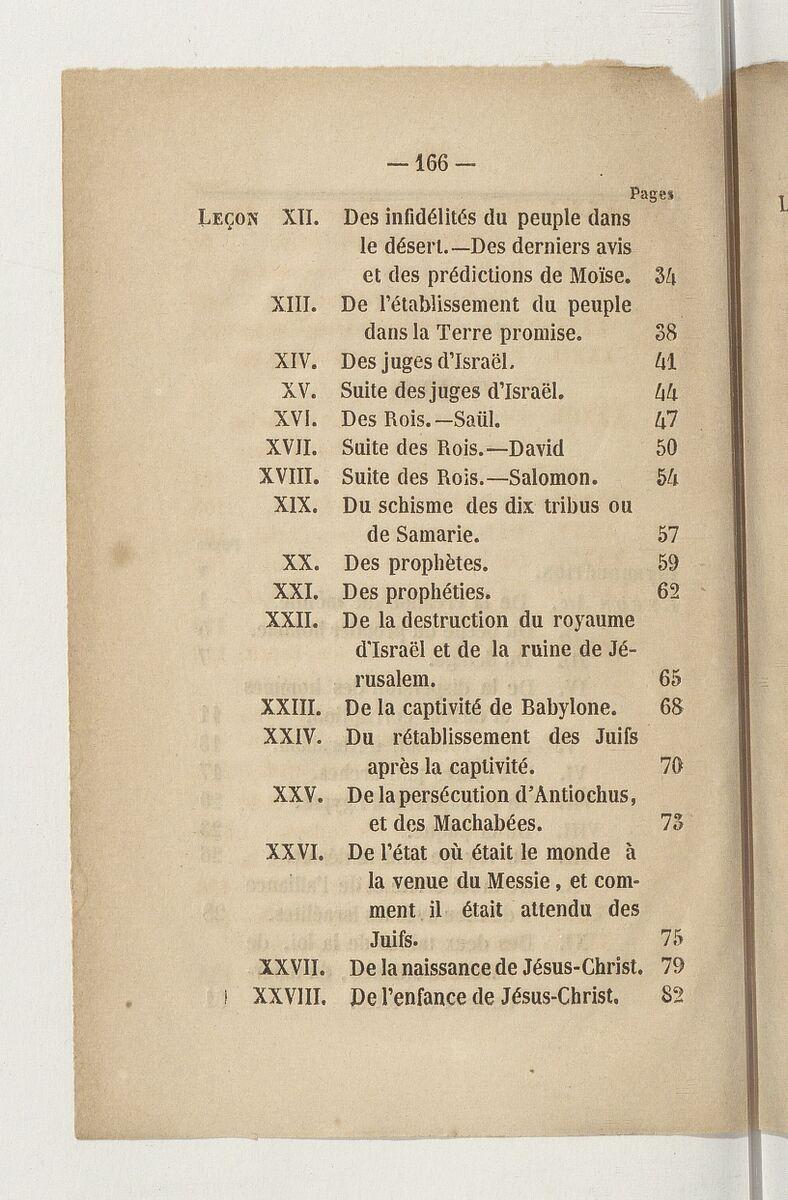 — 166 —
Pages
LEÇON XII. Des infidélités du peuple dans
le désert.—Des derniers avis
et des prédictions de Moïse. 34
XIII. De l'établissement du peuple
dans la Terre promise. 38
XIV. Des juges d'Israël. 41
XV. Suite des juges d'Israël. 44
XVI. Des Rois.—Saül. 47
XVII. Suite des Rois.—David 50
XVIII. Suite des Rois.—Salomon. 54
XIX. Du schisme des dix tribus ou
de Samarie. 57
XX. Des prophètes. 59
XXI. Des prophéties. 62
XXII. De la destruction du royaume
d'Israël et de la ruine de Jé-
rusalem. 65
XXIII. De la captivité de Babylone. 68
XXIV. Du rétablissement des Juifs
après la captivité. 70
XXV. De la persécution d'Antiochus,
et des Machabées. 73
XXVI. De l'état où était le monde à
la venue du Messie, et com-
ment il était attendu des
Juifs. 75
XXVII. De la naissance de Jésus-Christ. 79
XXVIII. De l'enfance de Jésus-Christ. 82